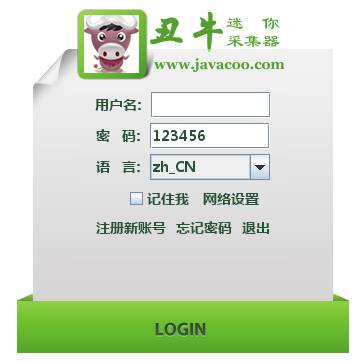 丑牛迷你
采集器
www.javacoo.com
用户名:
密 码: 123456
语 言: zh_CN
记住我 网络设置
注册新账号 忘记密码 退出
LOGIN